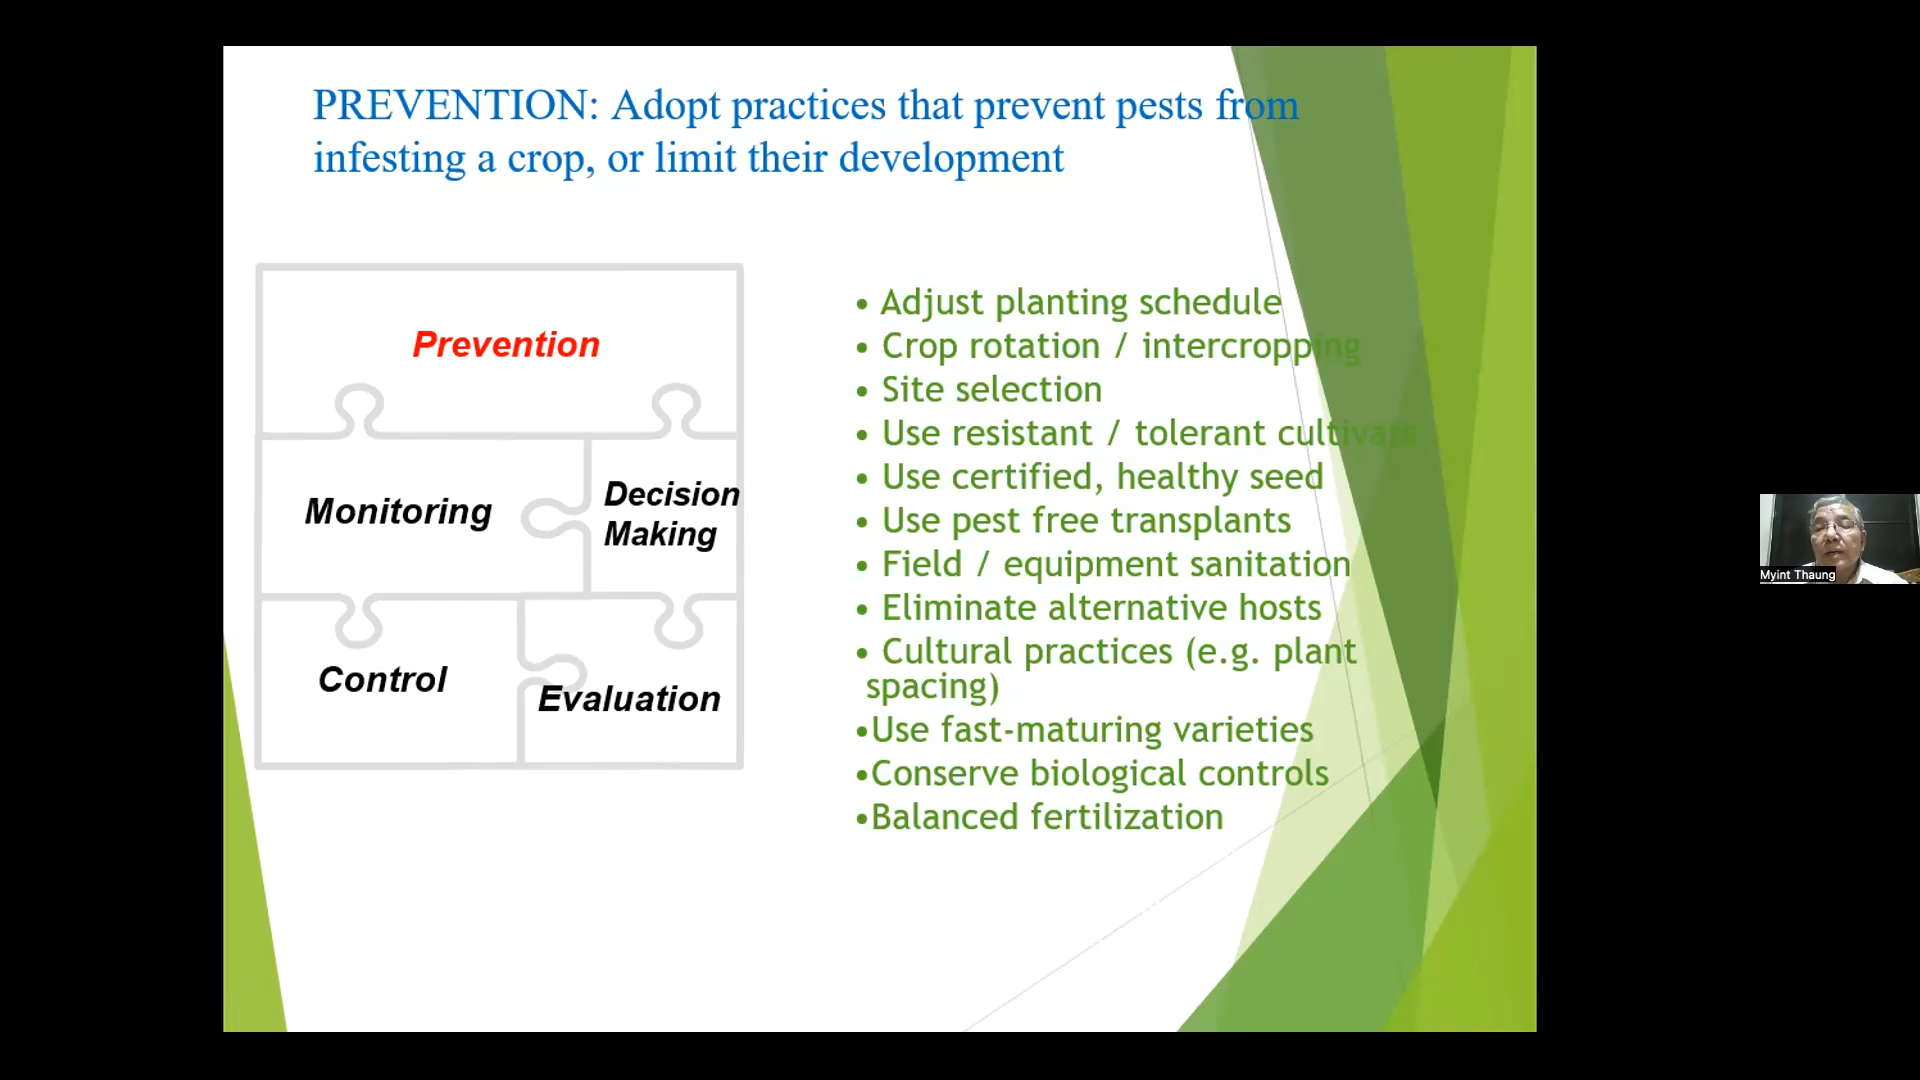 PREVENTION: Adopt practices that prevent pests from
infesting a crop, or limit their development
Prevention
Monitoring
Decision
Making
Control
Evaluation
• Adjust planting schedule
• Crop rotation / intercropping
• Site selection
• Use resistant / tolerant cultivars
• Use certified, healthy seed
• Use pest free transplants
• Field / equipment sanitation
• Eliminate alternative hosts
• Cultural practices (e.g. plant
spacing)
•Use fast-maturing varieties
•Conserve biological controls
•Balanced fertilization
Myint Thaung